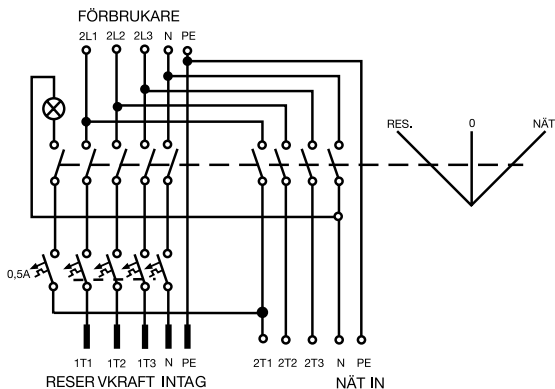 FÖRBRUKARE
2L1 2L2 2L3 N PE
RES. 0 NÄT
0,5A
1T1 1T2 1T3 N PE 2T1 2T2 2T3 N PE
RESER VKRAFT INTAG NÄT IN